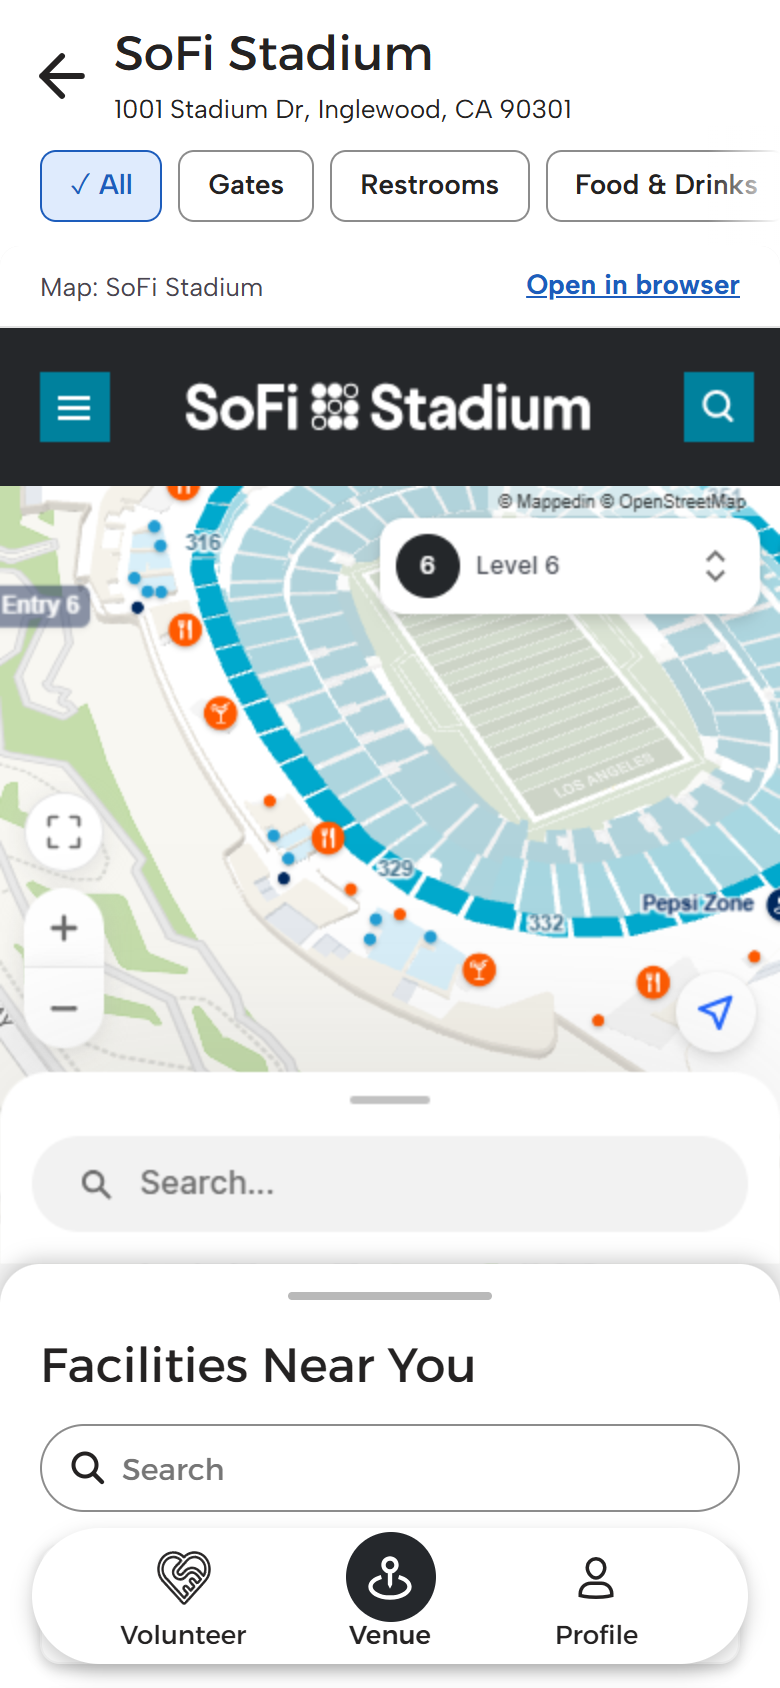 SoFi Stadium
1001 Stadium Dr, Inglewood, CA 90301
✓ All
Gates
Restrooms
Food & Drinks
Map: SoFi Stadium
Open in browser
SoFi Stadium
© Mappedin © OpenStreetMap
316
6
Level 6
Entry 6
LOS ANGELES
329
Pepsi Zone
332
Search...
Facilities Near You
Search
Volunteer
Venue
Profile